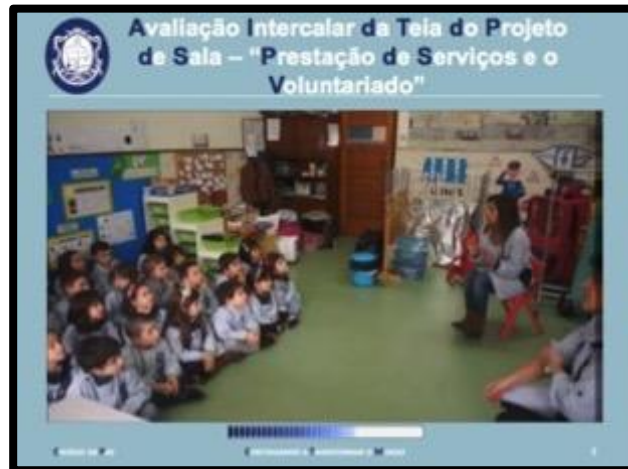 Avaliação Intercalar da Teia do Projeto
de Sala – “Prestação de Serviços e o
Voluntariado”